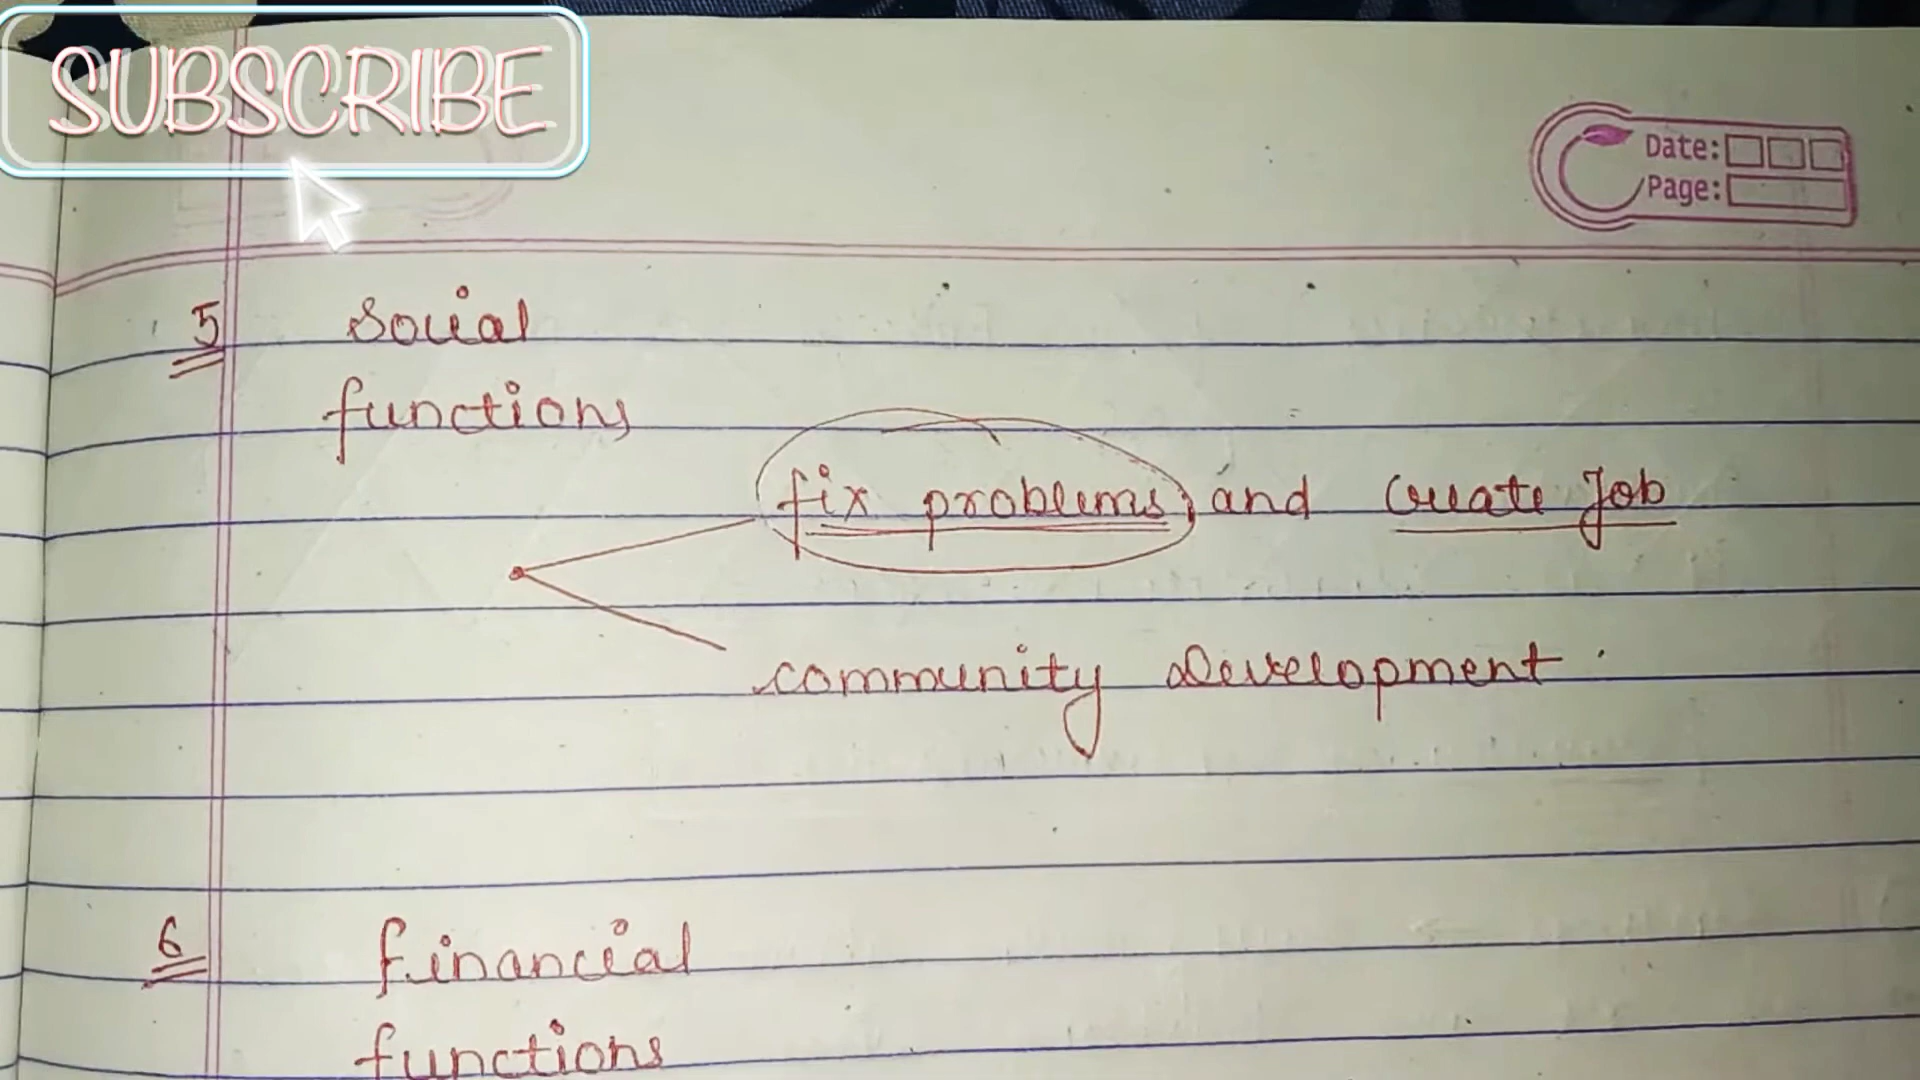 SUBSCRIBE
Date:
Page:
5 Social
functions
fix problems, and Create Job
community Development.
6 financial
functions